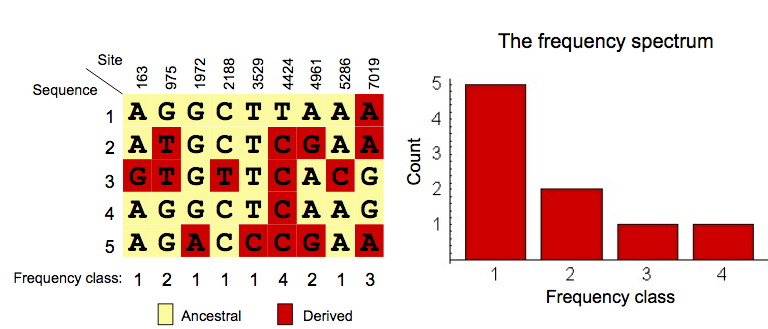 The frequency spectrum
Site
163 975 1972 2188 3529 4424 4961 5286 7019
Sequence
1 A G G C T T A A A
2 A T G C T C G A A
3 G T G T T C A C G
4 A G G C T C A A G
5 A G A C C C G A A
Frequency class: 1 2 1 1 1 4 2 1 3
Ancestral Derived
Count
5
4
3
2
1
1 2 3 4
Frequency class